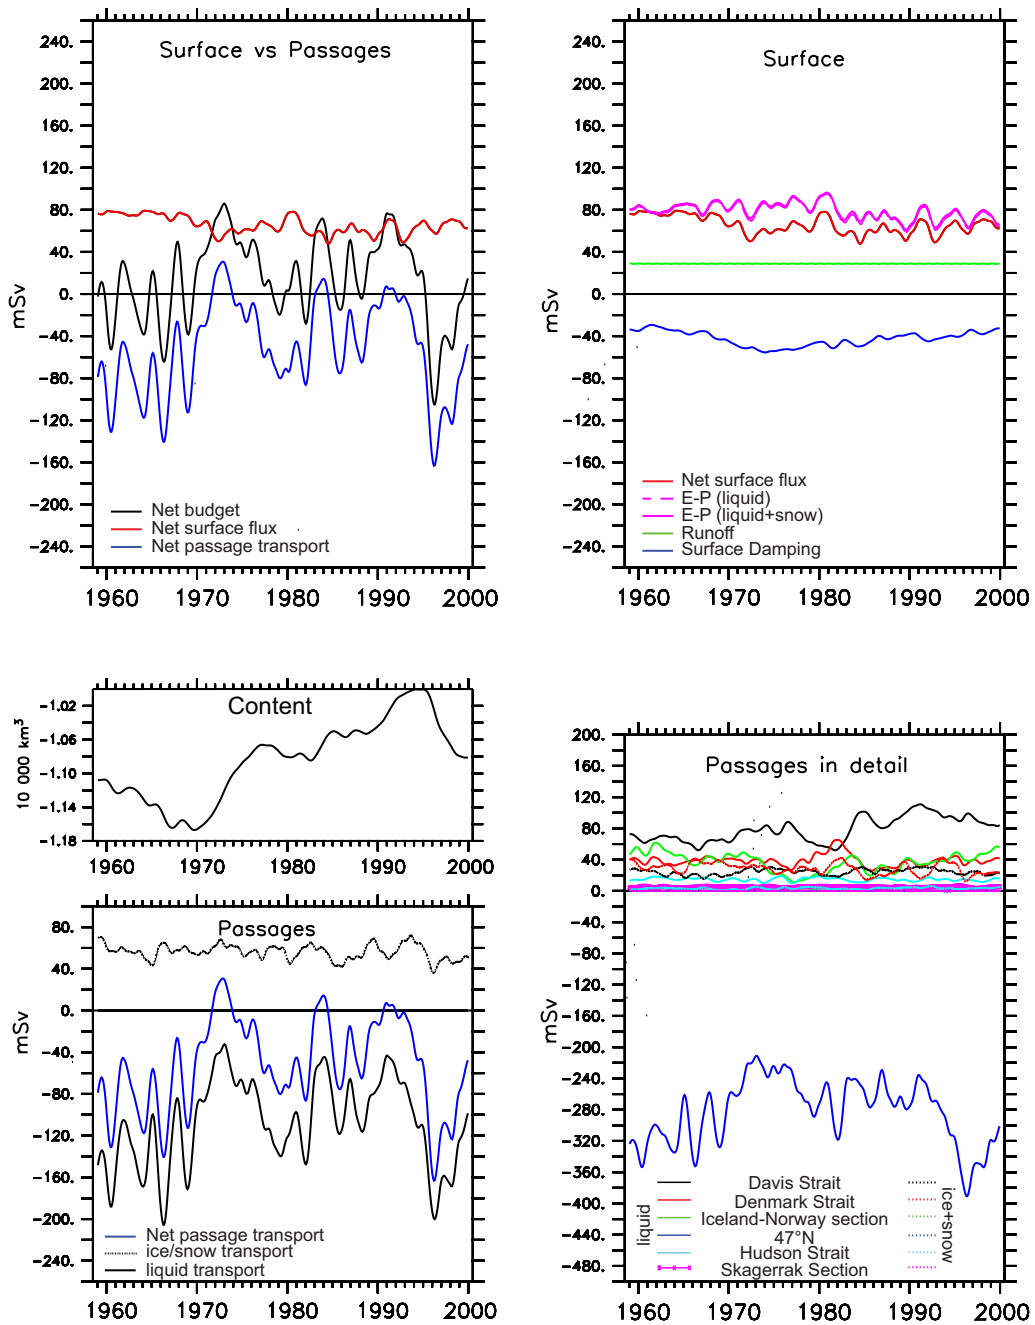 Surface vs Passages
240.
200.
160.
120.
80.
40.
0.
-40.
-80.
-120.
-160.
-200.
-240.
mSv
Net budget
Net surface flux
Net passage transport
1960 1970 1980 1990 2000
Surface
240.
200.
160.
120.
80.
40.
0.
-40.
-80.
-120.
-160.
-200.
-240.
mSv
Net surface flux
E-P (liquid)
E-P (liquid+snow)
Runoff
Surface Damping
1960 1970 1980 1990 2000
Content
-1.02
-1.06
-1.10
-1.14
-1.18
10 000 km³
1960 1970 1980 1990 2000
Passages
80.
40.
0.
-40.
-80.
-120.
-160.
-200.
-240.
mSv
Net passage transport
ice/snow transport
liquid transport
1960 1970 1980 1990 2000
Passages in detail
200.
160.
120.
80.
40.
0.
-40.
-80.
-120.
-160.
-200.
-240.
-280.
-320.
-360.
-400.
-440.
-480.
mSv
liquid
Davis Strait
Denmark Strait
Iceland-Norway section
47°N
Hudson Strait
Skagerrak Section
ice+snow
1960 1970 1980 1990 2000